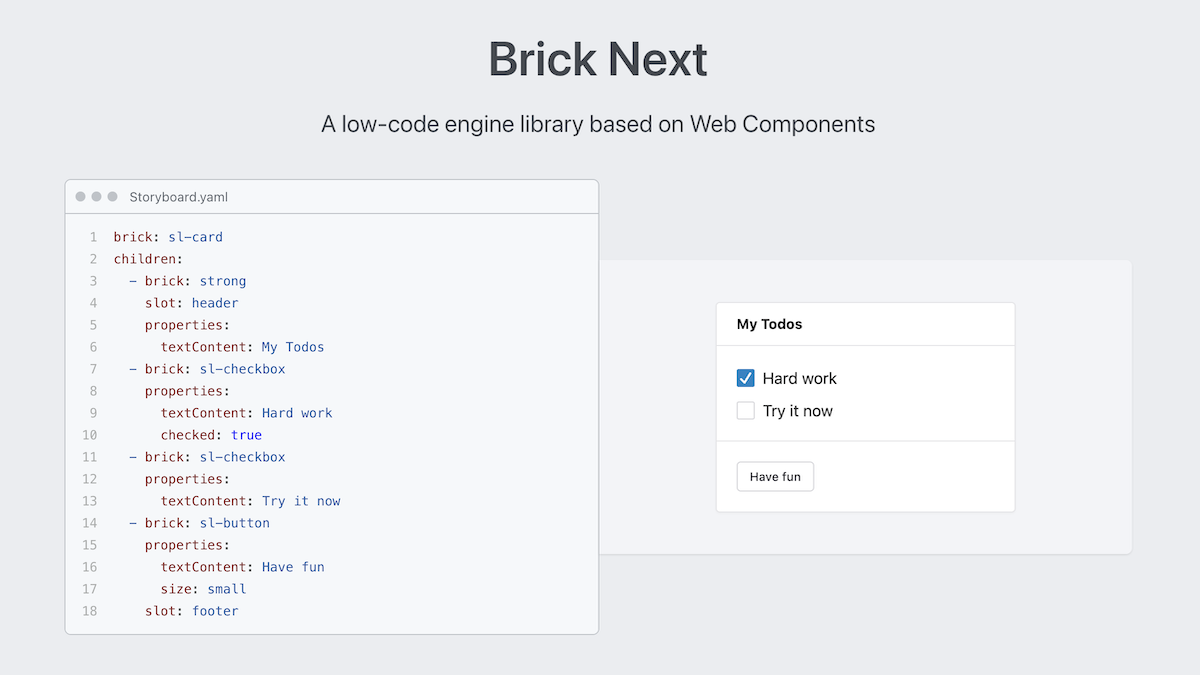 Brick Next
A low-code engine library based on Web Components
Storyboard.yaml
1 brick: sl-card
2 children:
3   - brick: strong
4     slot: header
5     properties:
6       textContent: My Todos
7   - brick: sl-checkbox
8     properties:
9       textContent: Hard work
10       checked: true
11   - brick: sl-checkbox
12     properties:
13       textContent: Try it now
14   - brick: sl-button
15     properties:
16       textContent: Have fun
17       size: small
18     slot: footer
My Todos
Hard work
Try it now
Have fun